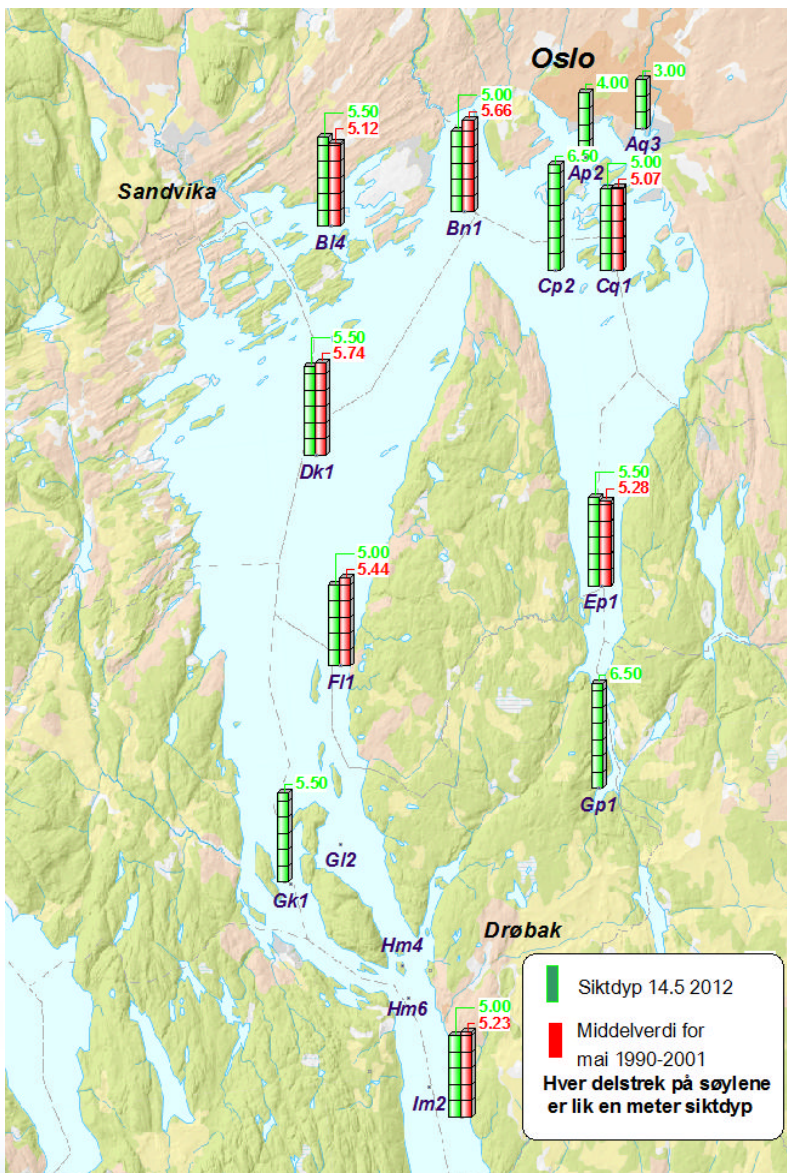 Oslo
3.00
4.00
Aq3
5.00
5.66
5.50
5.12
Ap2
6.50
5.00
5.07
Sandvika
Bl4
Bn1
Cp2
Cq1
5.50
5.74
Dk1
5.50
5.28
5.00
5.44
Ep1
Fl1
6.50
5.50
Gp1
Gl2
Gk1
Drøbak
Hm4
Hm6
5.00
5.23
Im2
Siktdyp 14.5 2012
Middelverdi for
mai 1990-2001
Hver delstrek på søylene
er lik en meter siktdyp